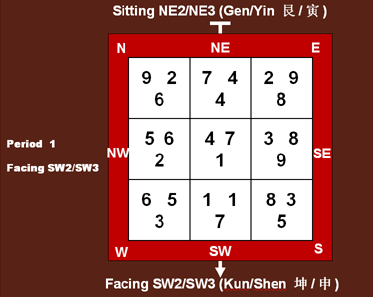 Sitting NE2/NE3 (Gen/Yin 艮 / 寅 )
N NE E
9 2 7 4 2 9
6 4 8
Period 1
5 6 4 7 3 8
NW SE
2 1 9
Facing SW2/SW3
6 5 1 1 8 3
3 7 5
W SW S
Facing SW2/SW3 (Kun/Shen 坤 / 申 )